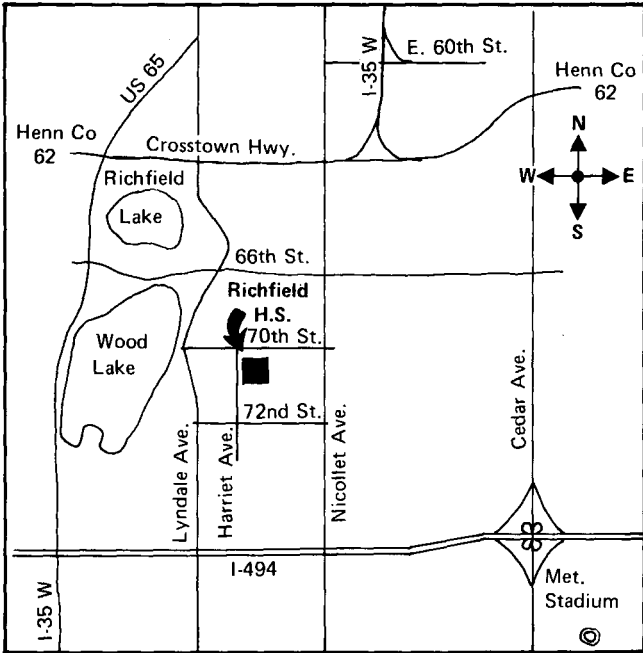 US 65
I-35 W
E. 60th St.
Henn Co
62
Henn Co
62
Crosstown Hwy.
N
W
E
S
Richfield
Lake
66th St.
Richfield
H.S.
70th St.
Wood
Lake
72nd St.
Lyndale Ave.
Harriet Ave.
Nicollet Ave.
Cedar Ave.
I-494
I-35 W
Met.
Stadium